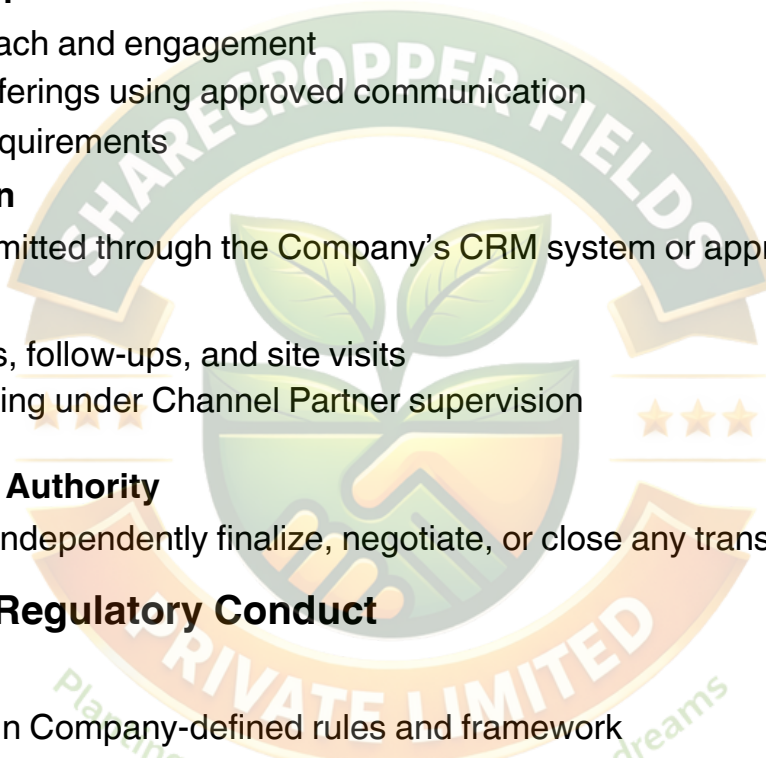 ach and engagement
ferings using approved communication
quirements
n
mitted through the Company's CRM system or appr
s, follow-ups, and site visits
ing under Channel Partner supervision
Authority
ndependently finalize, negotiate, or close any trans
Regulatory Conduct
n Company-defined rules and framework
SHARECROPPER FIELDS
PRIVATE LIMITED
dreams